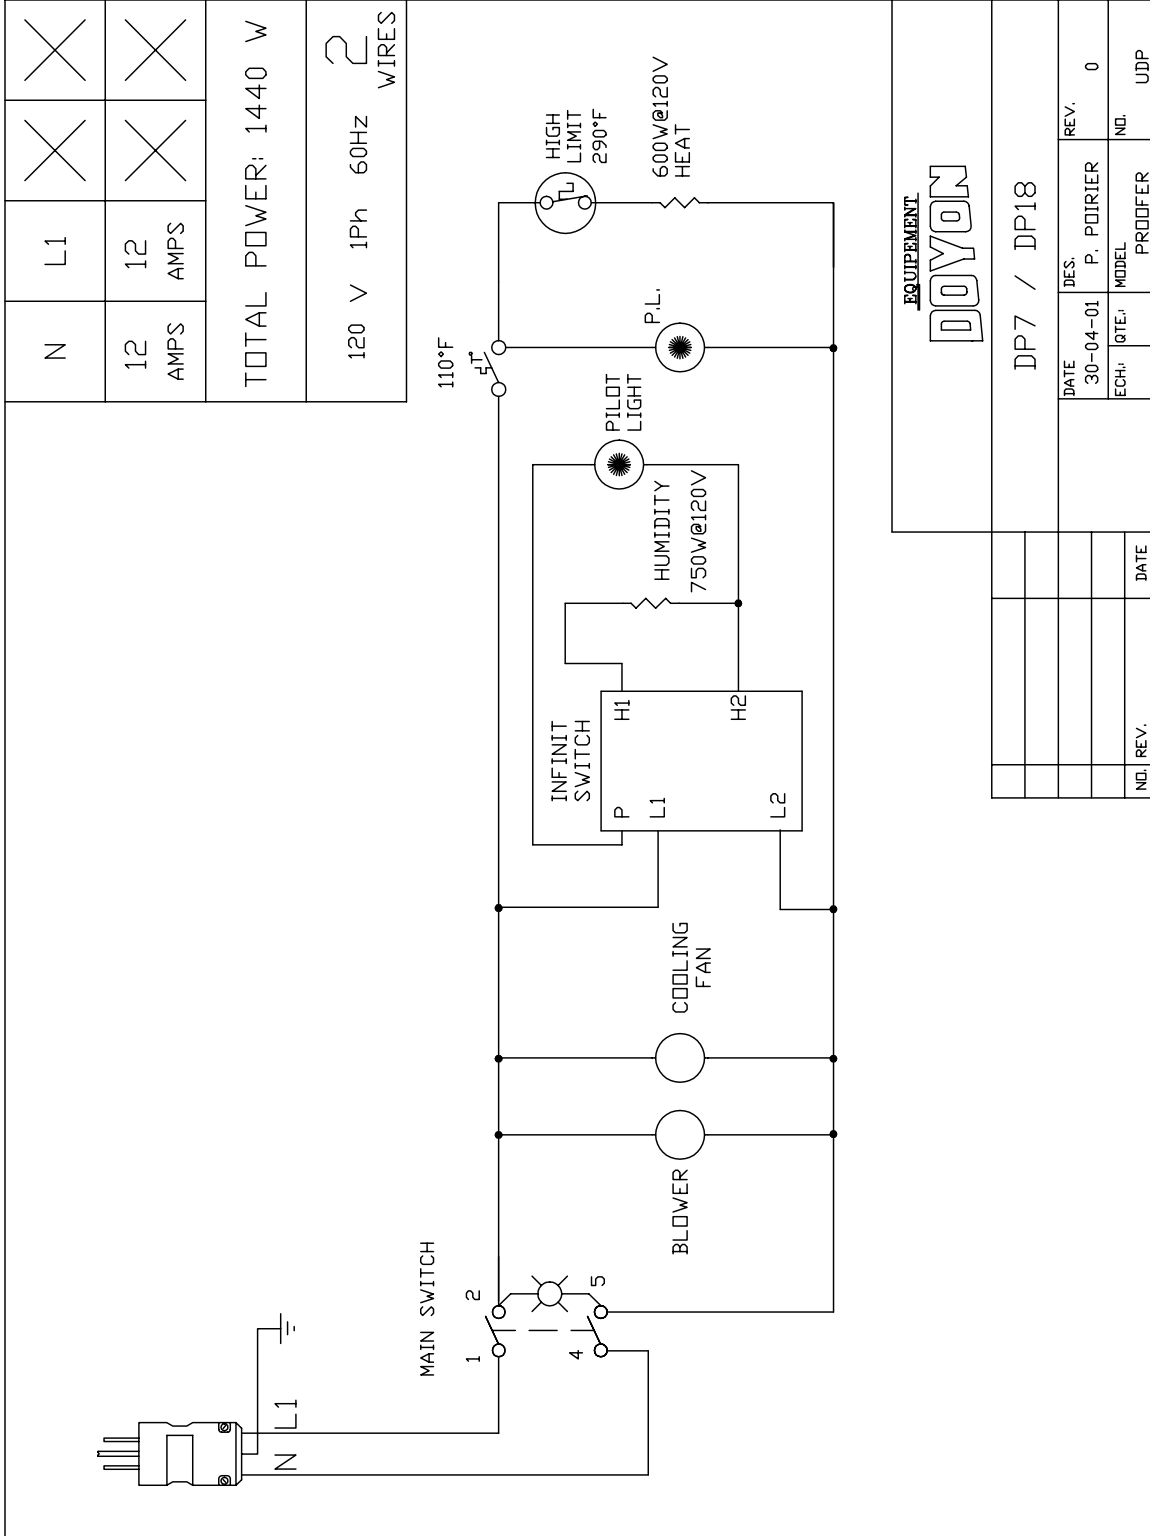 N
L1
12
AMPS
12
AMPS
TOTAL POWER: 1440 W
120 V 1Ph 60Hz 2
WIRES
N
L1
MAIN SWITCH
1
2
4
5
BLOWER
COOLING
FAN
INFINIT
SWITCH
P
L1
L2
H1
H2
HUMIDITY
750W@120V
PILOT
LIGHT
110°F
P.L.
HIGH
LIMIT
290°F
600W@120V
HEAT
EQUIPEMENT
DOYON
DP7 / DP18
DATE
30-04-01
DES.
P. POIRIER
REV.
0
ECH.:
QTE.:
MODEL
PROOFER
NO.
UDP
NO.
REV.
DATE